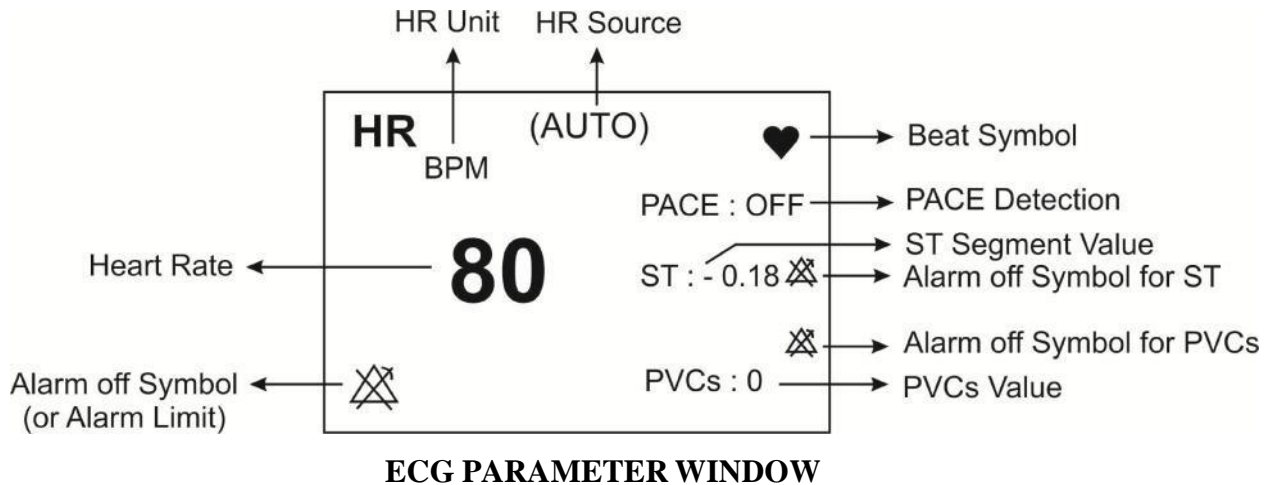 HR Unit HR Source
HR (AUTO)
BPM
Beat Symbol
PACE : OFF PACE Detection
ST Segment Value
Heart Rate 80 ST : - 0.18 Alarm off Symbol for ST
Alarm off Symbol for PVCs
Alarm off Symbol PVCs : 0 PVCs Value
(or Alarm Limit)
ECG PARAMETER WINDOW